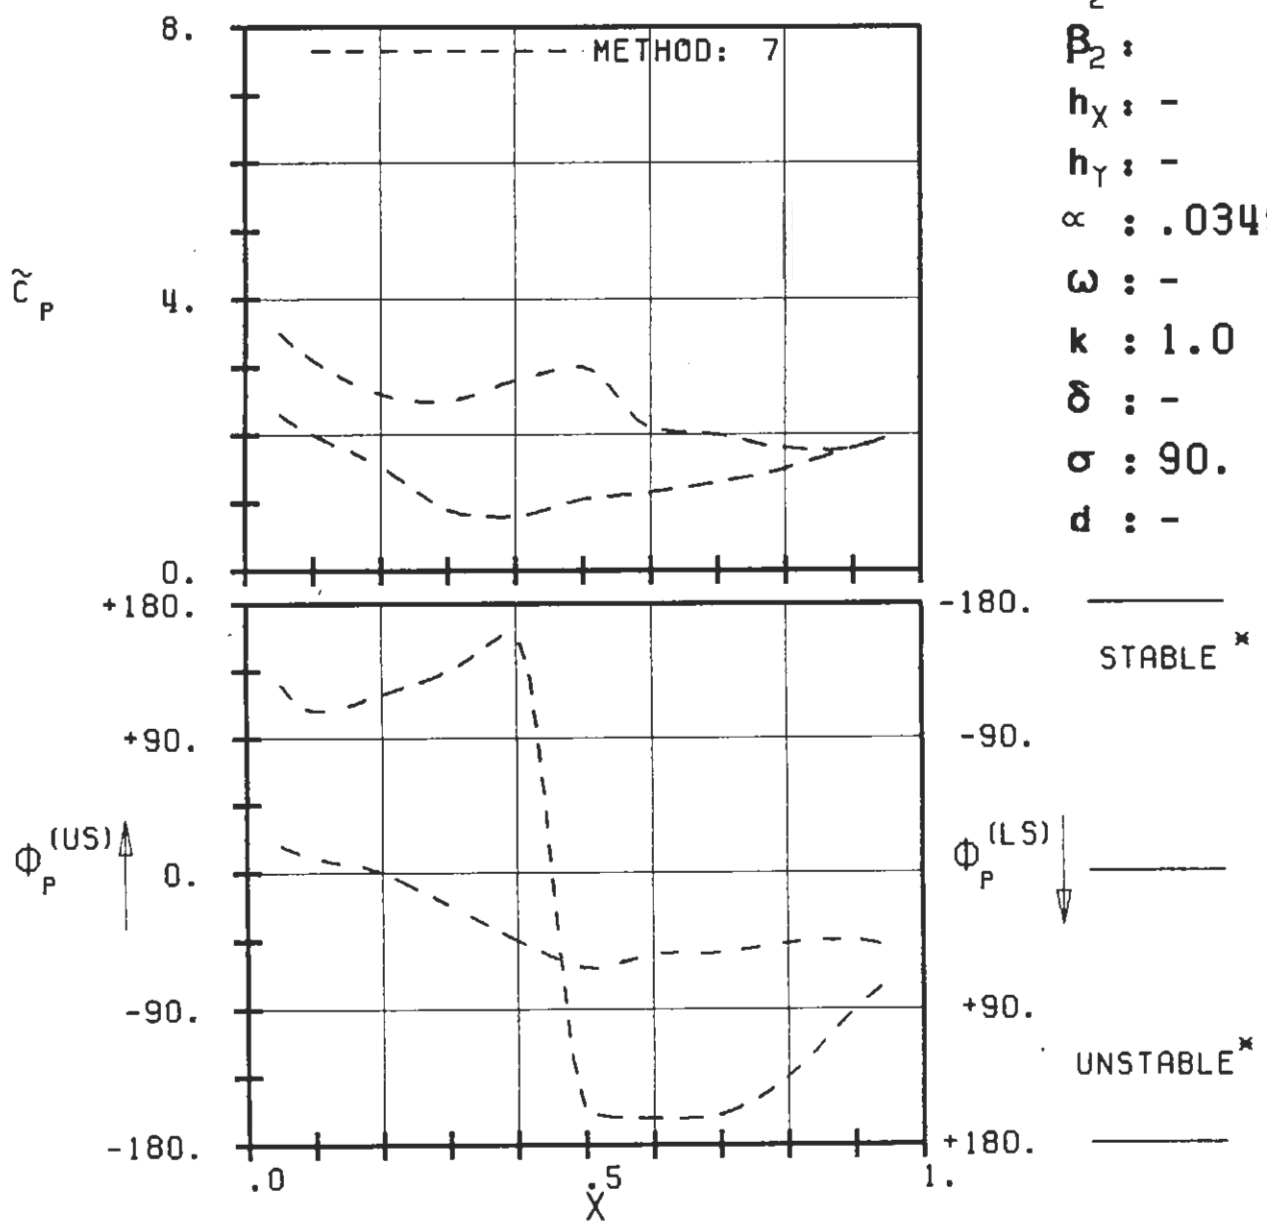 2
8.
METHOD: 7
β2 :
hX : -
hY : -
∝ : .034
ω : -
k : 1.0
δ : -
σ : 90.
d : -
C̃P
4.
0.
+180.
-180.
STABLE *
+90.
-90.
ΦP(US)
0.
ΦP(LS)
-90.
+90.
UNSTABLE *
-180.
+180.
.0
.5
1.
X